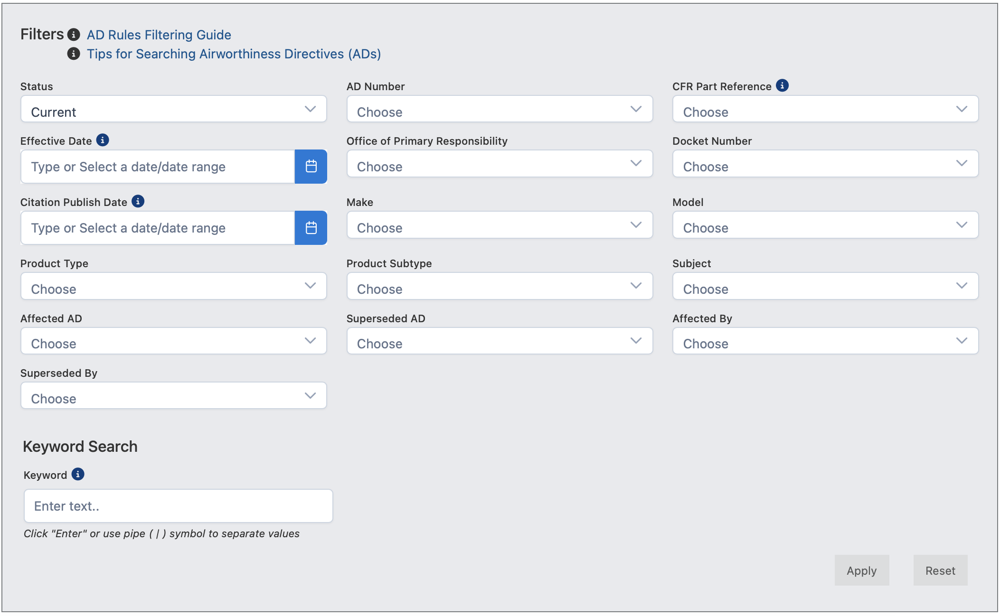 Filters AD Rules Filtering Guide
Tips for Searching Airworthiness Directives (ADs)
Status
Current
AD Number
Choose
CFR Part Reference
Choose
Effective Date
Type or Select a date/date range
Office of Primary Responsibility
Choose
Docket Number
Choose
Citation Publish Date
Type or Select a date/date range
Make
Choose
Model
Choose
Product Type
Choose
Product Subtype
Choose
Subject
Choose
Affected AD
Choose
Superseded AD
Choose
Affected By
Choose
Superseded By
Choose
Keyword Search
Keyword
Enter text..
Click "Enter" or use pipe ( | ) symbol to separate values
Apply
Reset